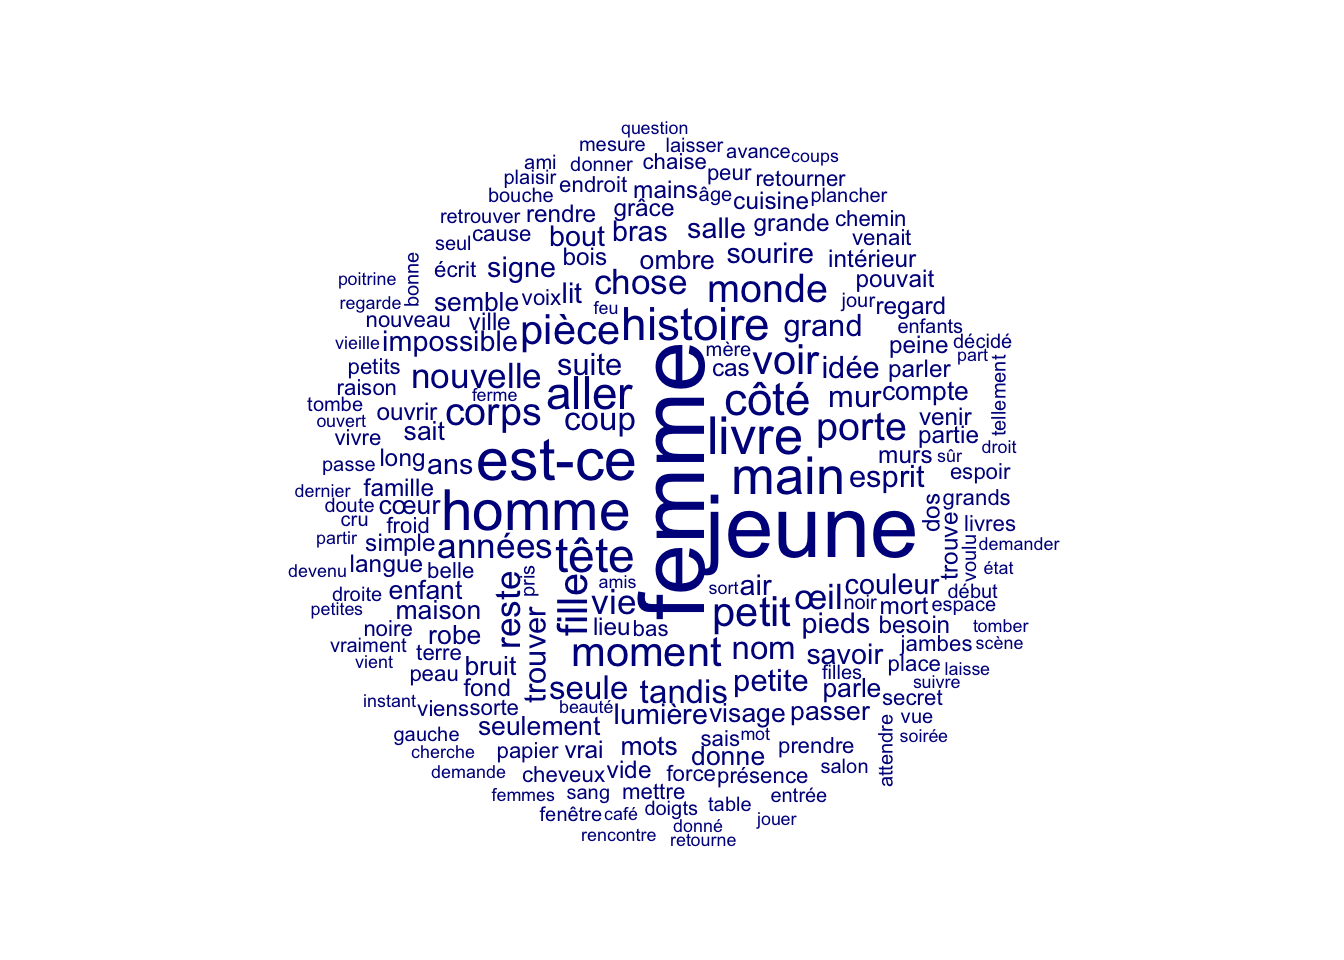 question
mesure laisser avance coups
ami donner chaise
plaisir endroit mains peur retourner
bouche âge cuisine plancher
retrouver rendre grâce
seul cause bout bras salle grande chemin
venait
bonne écrit signe bois ombre sourire intérieur
poitrine chose pouvait
regarde semble voix lit monde jour regard
nouveau ville feu
vieille impossible pièce histoire grand enfants
mère peine décidé
petits suite cas voir idée parler part
raison nouvelle tellement
tombe ferme aller côté mur compte
ouvert ouvrir corps coup venir
vivre sait livre porte partie droit
passe long ans est-ce femme murs sûr
main esprit espoir
dernier famille
doute cœur homme jeune dos grands
cru froid trouve livres
partir simple années tête voulu demander
devenu langue belle état
droite enfant reste pris fille amis sort air œil couleur début
petites maison vie petit noir mort espace
noire robe trouver lieu bas pieds besoin tomber
vraiment terre jambes scène
vient bruit moment nom savoir place laisse
peau filles
fond seule tandis petite parle suivre
instant viens sorte beauté secret
lumière visage passer vue
gauche seulement attendre soirée
cherche papier vrai mots sais mot prendre
donne
demande cheveux vide force présence salon
femmes sang mettre entrée
fenêtre café doigts table
donné jouer
rencontre retourne